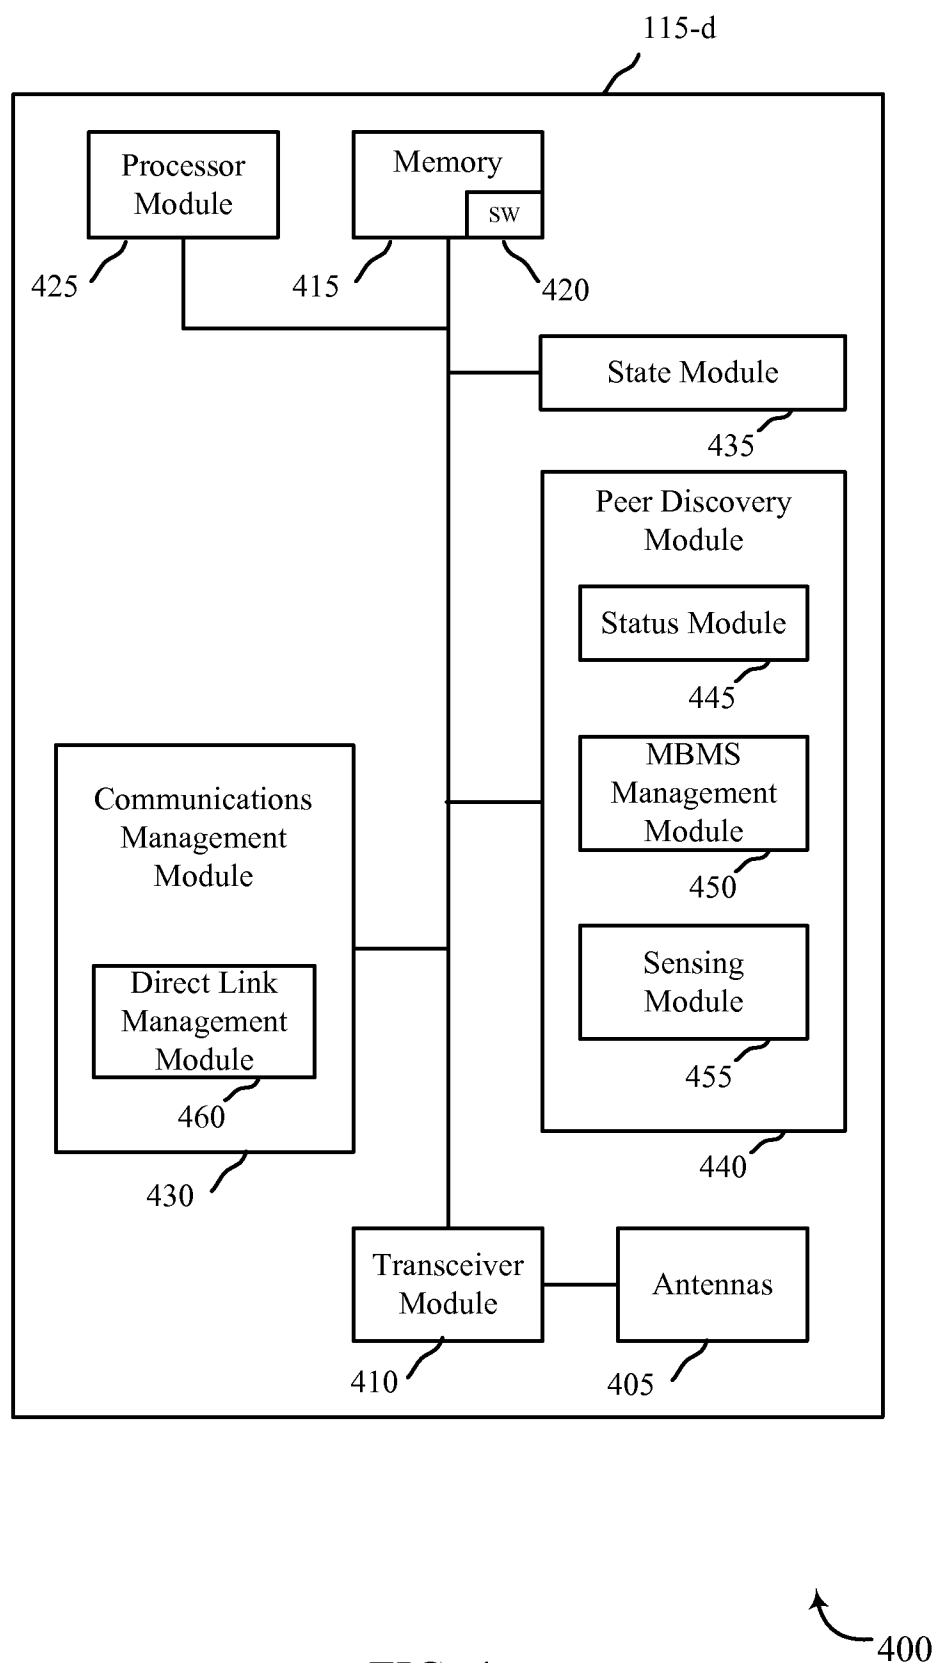 115-d
Processor
Module
Memory
SW
425
415
420
State Module
435
Peer Discovery
Module
Status Module
445
MBMS
Management
Module
450
Communications
Management
Module
Sensing
Module
Direct Link
Management
Module
455
460
440
430
Transceiver
Module
Antennas
410
405
400